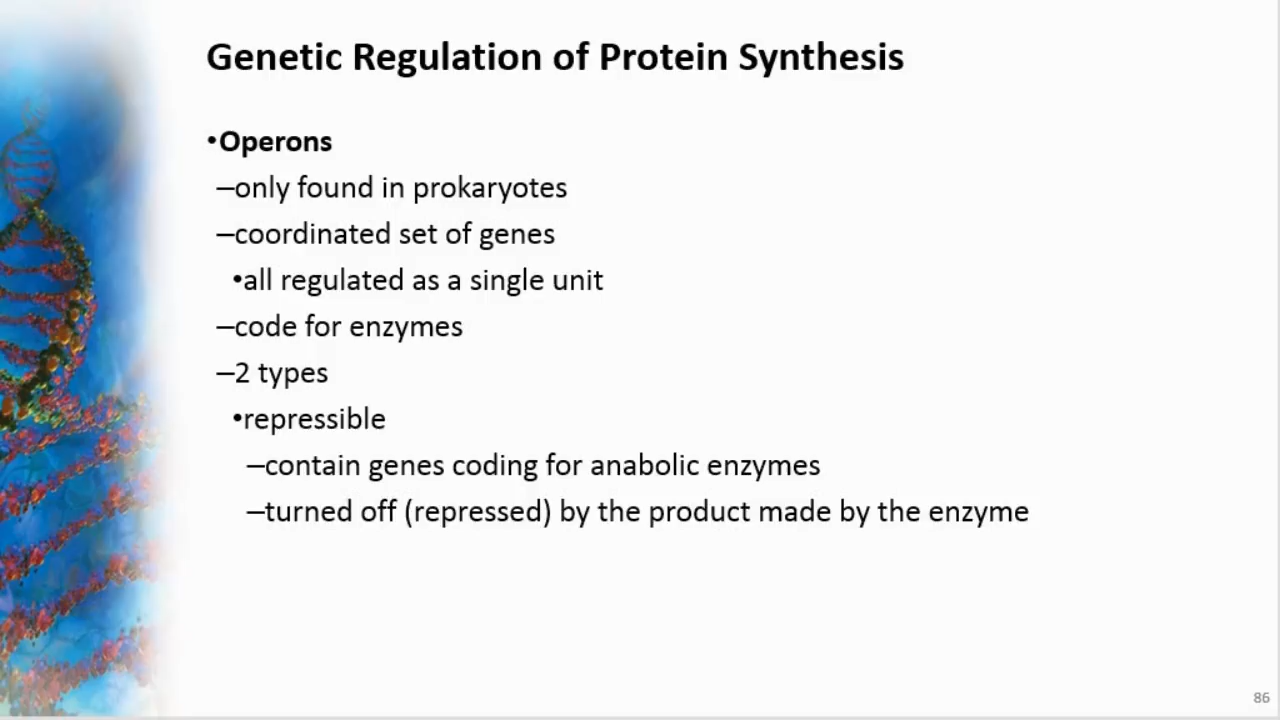 Genetic Regulation of Protein Synthesis
•Operons
–only found in prokaryotes
–coordinated set of genes
•all regulated as a single unit
–code for enzymes
–2 types
•repressible
–contain genes coding for anabolic enzymes
–turned off (repressed) by the product made by the enzyme
86